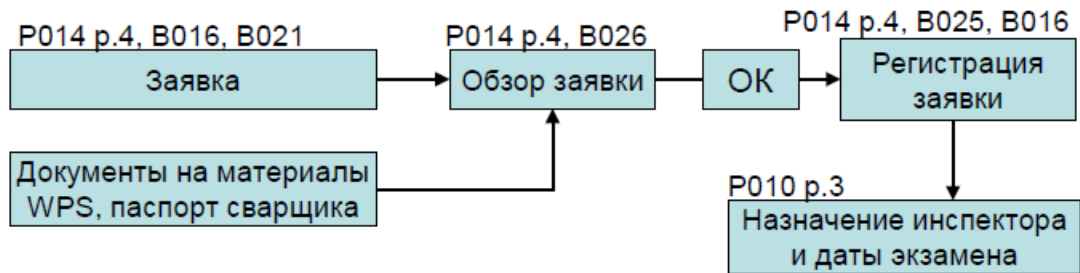 P014 p.4, B016, B021
Заявка
P014 p.4, B026
Обзор заявки
ОК
P014 p.4, B025, B016
Регистрация
заявки
Документы на материалы
WPS, паспорт сварщика
P010 p.3
Назначение инспектора
и даты экзамена